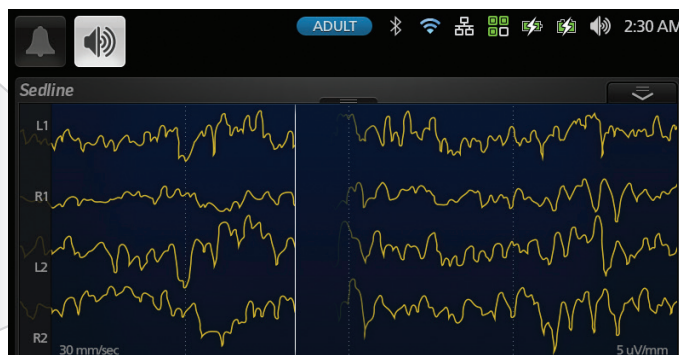 ADULT 2:30 AM
Sedline
L1
R1
L2
R2
30 mm/sec 5 uV/mm